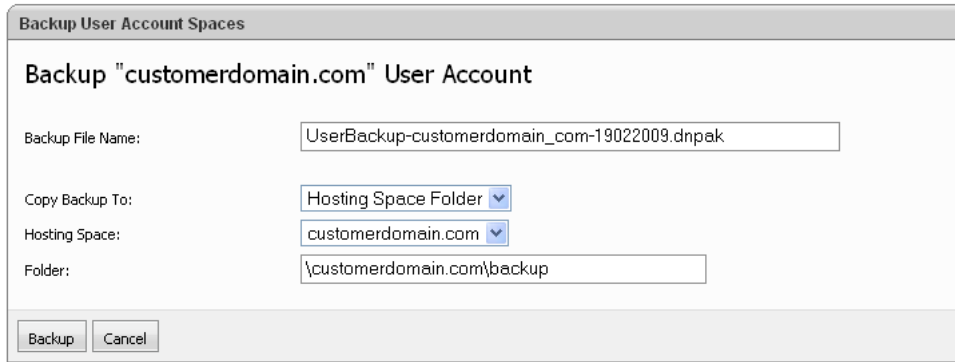 Backup User Account Spaces
Backup "customerdomain.com" User Account
Backup File Name: UserBackup-customerdomain_com-19022009.dnpak
Copy Backup To: Hosting Space Folder
Hosting Space: customerdomain.com
Folder: \customerdomain.com\backup
Backup Cancel